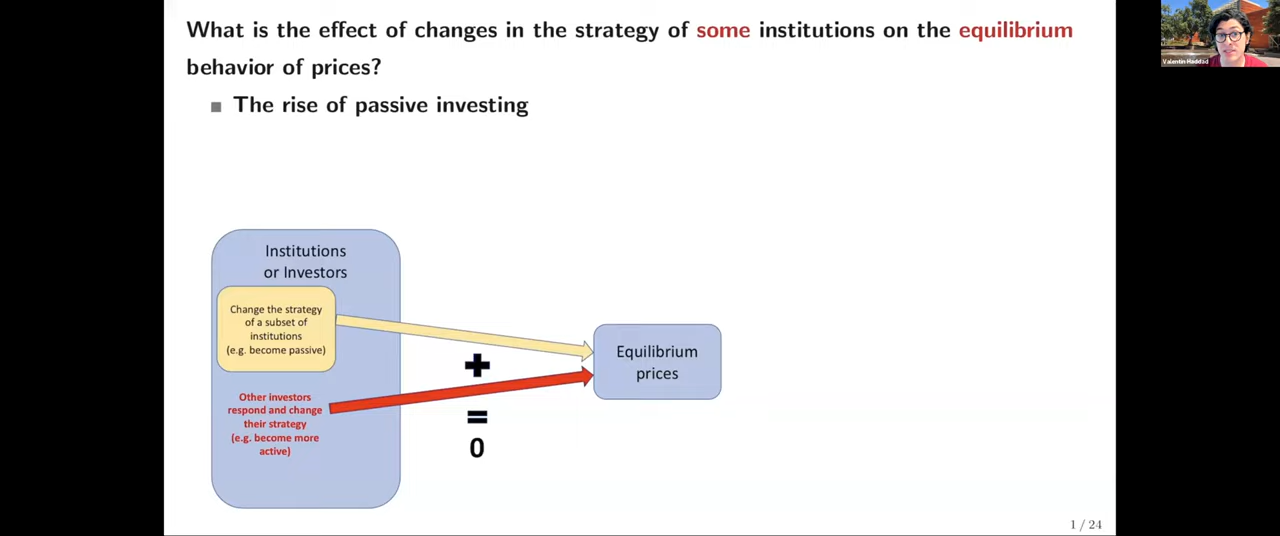 What is the effect of changes in the strategy of some institutions on the equilibrium
behavior of prices?
The rise of passive investing
Institutions
or Investors
Change the strategy
of a subset of
institutions
(e.g. become passive)
Other investors
respond and change
their strategy
(e.g. become more
active)
+
=
0
Equilibrium
prices
1 / 24
Valentin Haddad